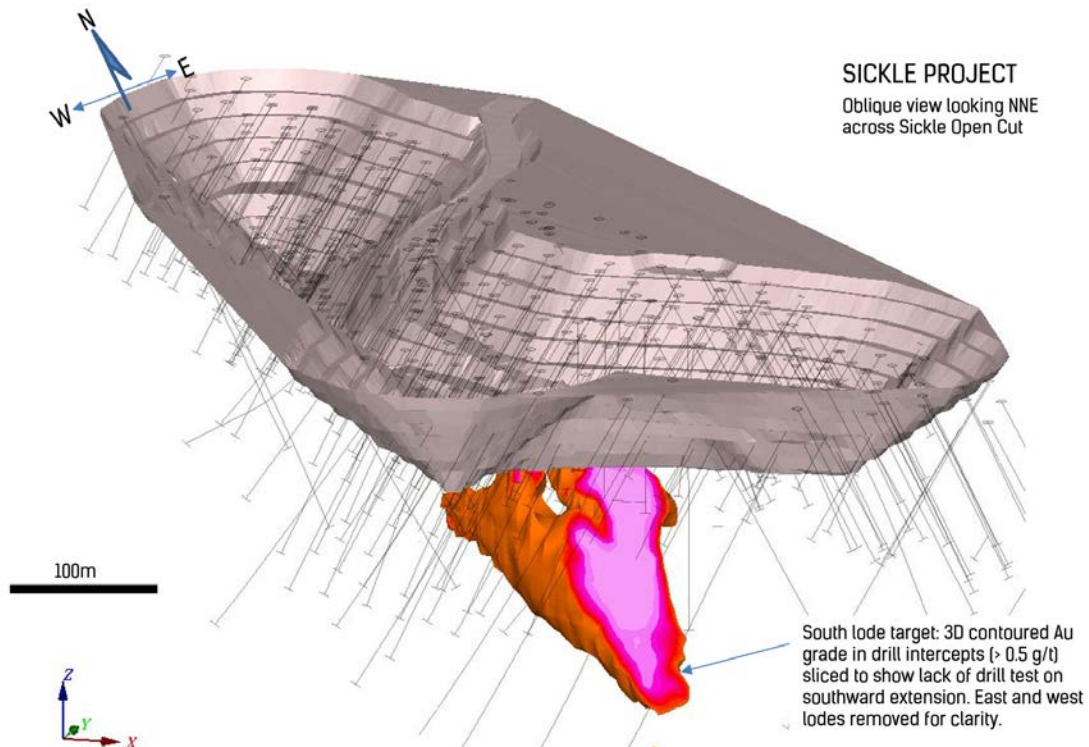 N
E
W
SICKLE PROJECT
Oblique view looking NNE
across Sickle Open Cut
100m
South lode target: 3D contoured Au
grade in drill intercepts (> 0.5 g/t)
sliced to show lack of drill test on
southward extension. East and west
lodes removed for clarity.
Z
Y
X